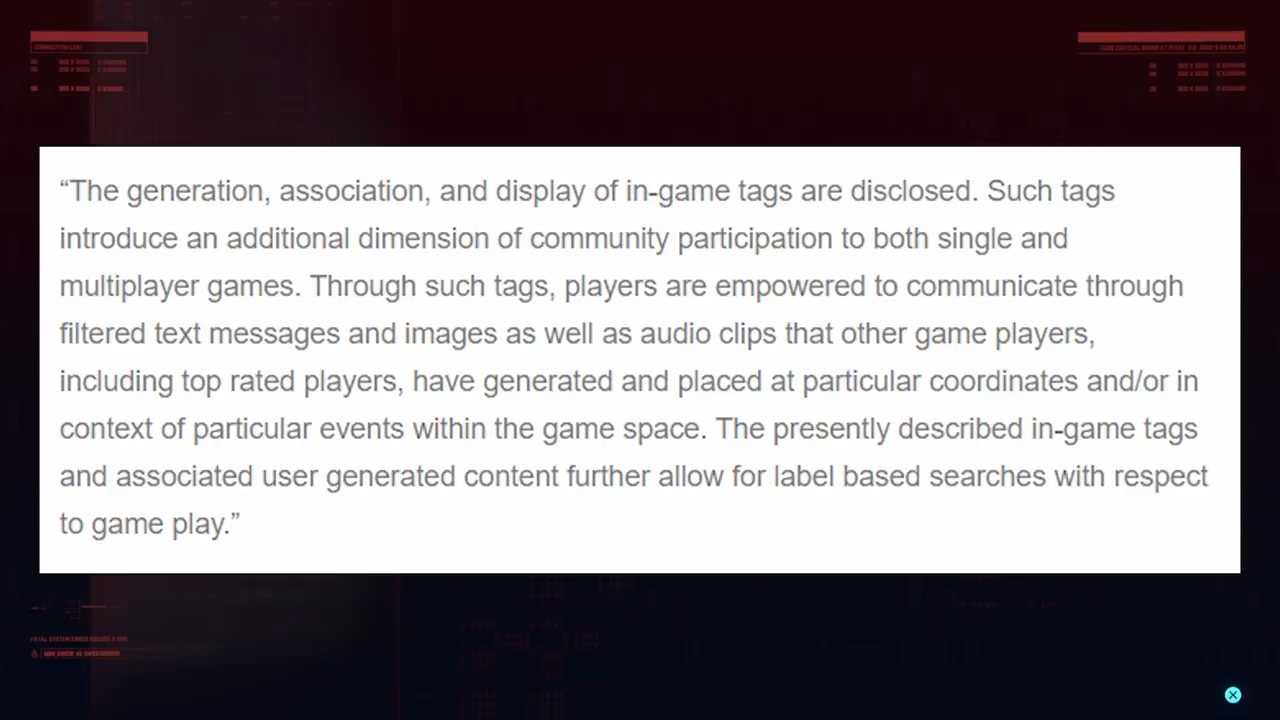 “The generation, association, and display of in-game tags are disclosed. Such tags
introduce an additional dimension of community participation to both single and
multiplayer games. Through such tags, players are empowered to communicate through
filtered text messages and images as well as audio clips that other game players,
including top rated players, have generated and placed at particular coordinates and/or in
context of particular events within the game space. The presently described in-game tags
and associated user generated content further allow for label based searches with respect
to game play.”